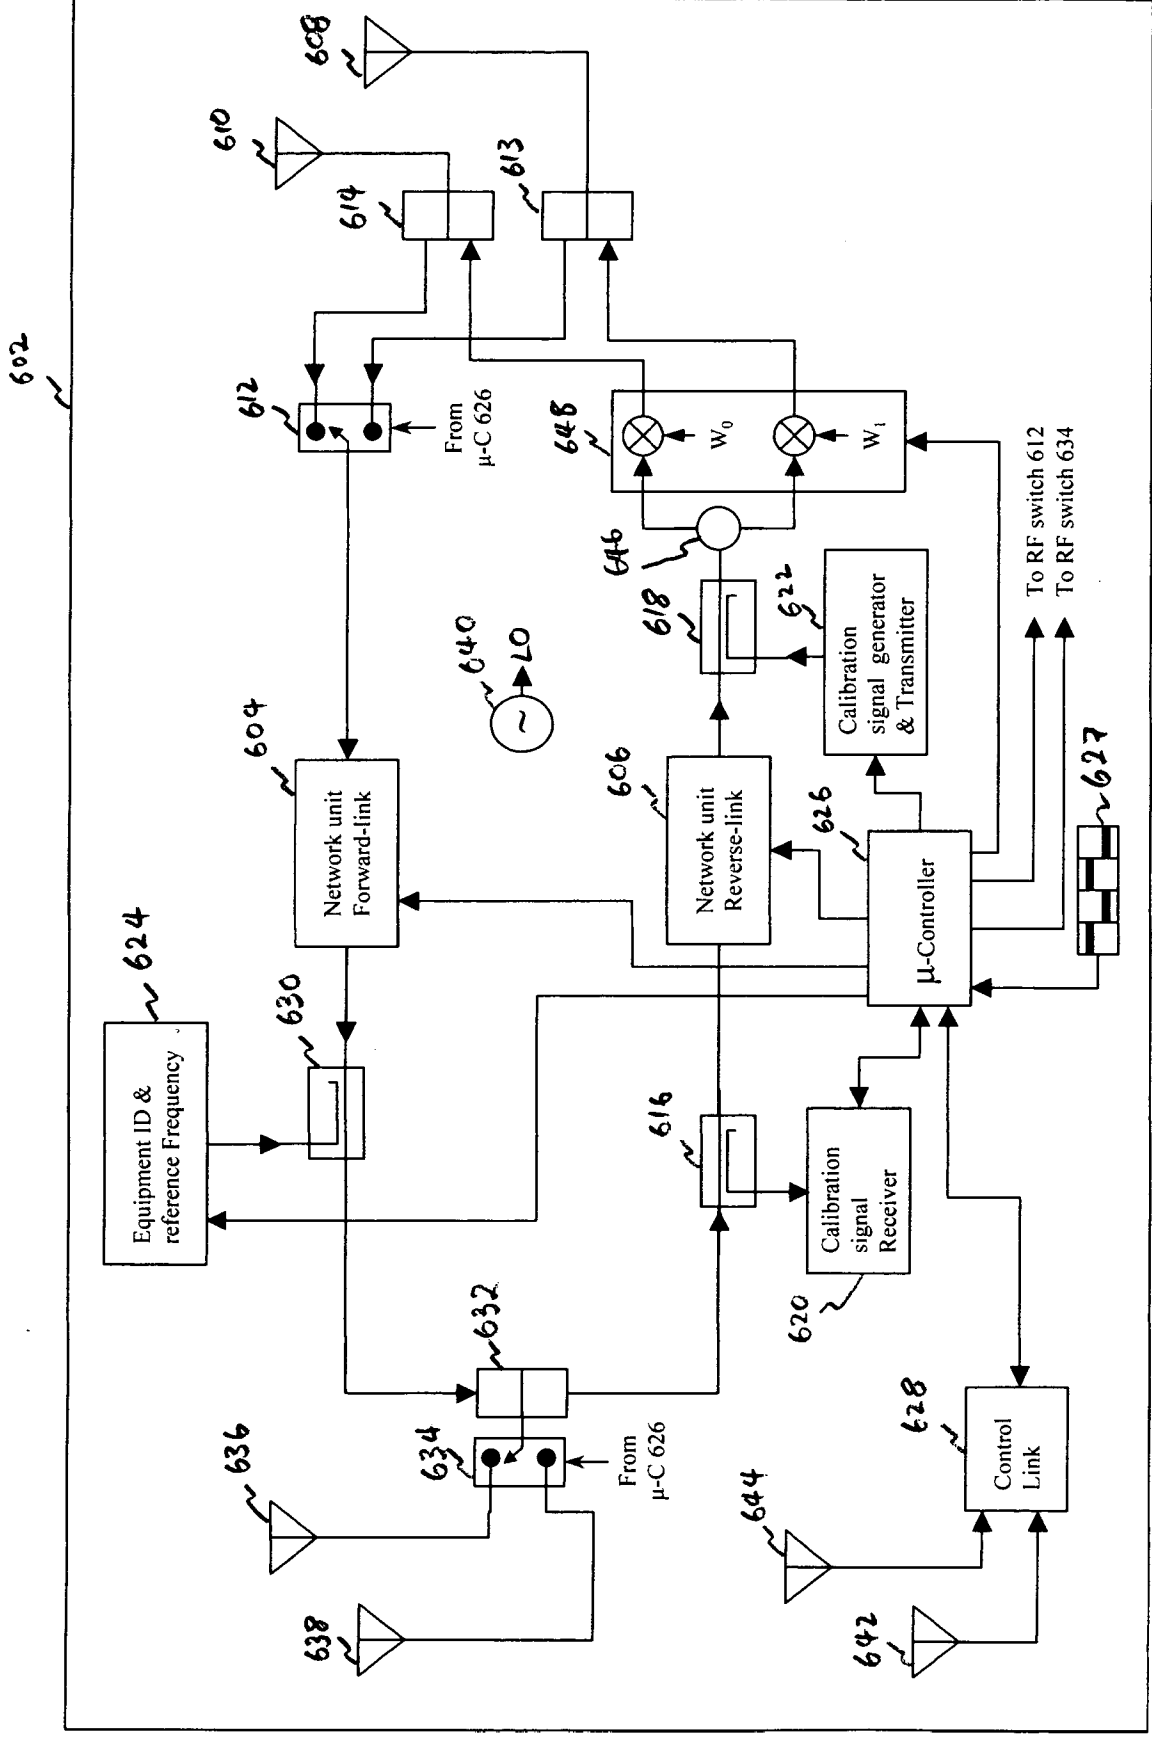 602
608
610
613
614
612
From
μ-C 626
648
W0
W1
646
618
622
Calibration
signal generator
& Transmitter
To RF switch 612
To RF switch 634
640
LO
~
604
Network unit
Forward-link
606
Network unit
Reverse-link
626
μ-Controller
627
624
Equipment ID &
reference Frequency
630
616
Calibration
signal
Receiver
620
632
634
From
μ-C 626
636
638
628
Control
Link
644
642